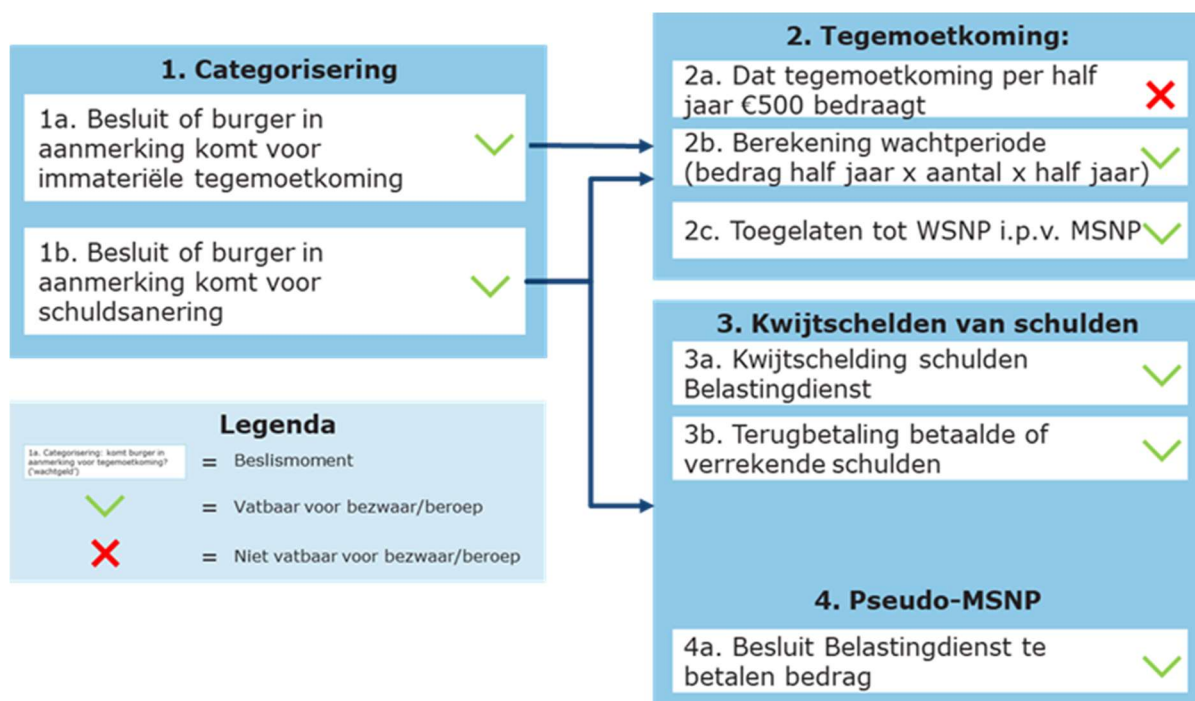 1. Categorisering
1a. Besluit of burger in
aanmerking komt voor
immateriële tegemoetkoming
1b. Besluit of burger in
aanmerking komt voor
schuldsanering
Legenda
1a. Categorisering: komt burger in
aanmerking voor tegemoetkoming?
('wachtgeld')
= Beslismoment
= Vatbaar voor bezwaar/beroep
= Niet vatbaar voor bezwaar/beroep
2. Tegemoetkoming:
2a. Dat tegemoetkoming per half
jaar €500 bedraagt
2b. Berekening wachtperiode
(bedrag half jaar x aantal x half jaar)
2c. Toegelaten tot WSNP i.p.v. MSNP
3. Kwijtschelden van schulden
3a. Kwijtschelding schulden
Belastingdienst
3b. Terugbetaling betaalde of
verrekende schulden
4. Pseudo-MSNP
4a. Besluit Belastingdienst te
betalen bedrag